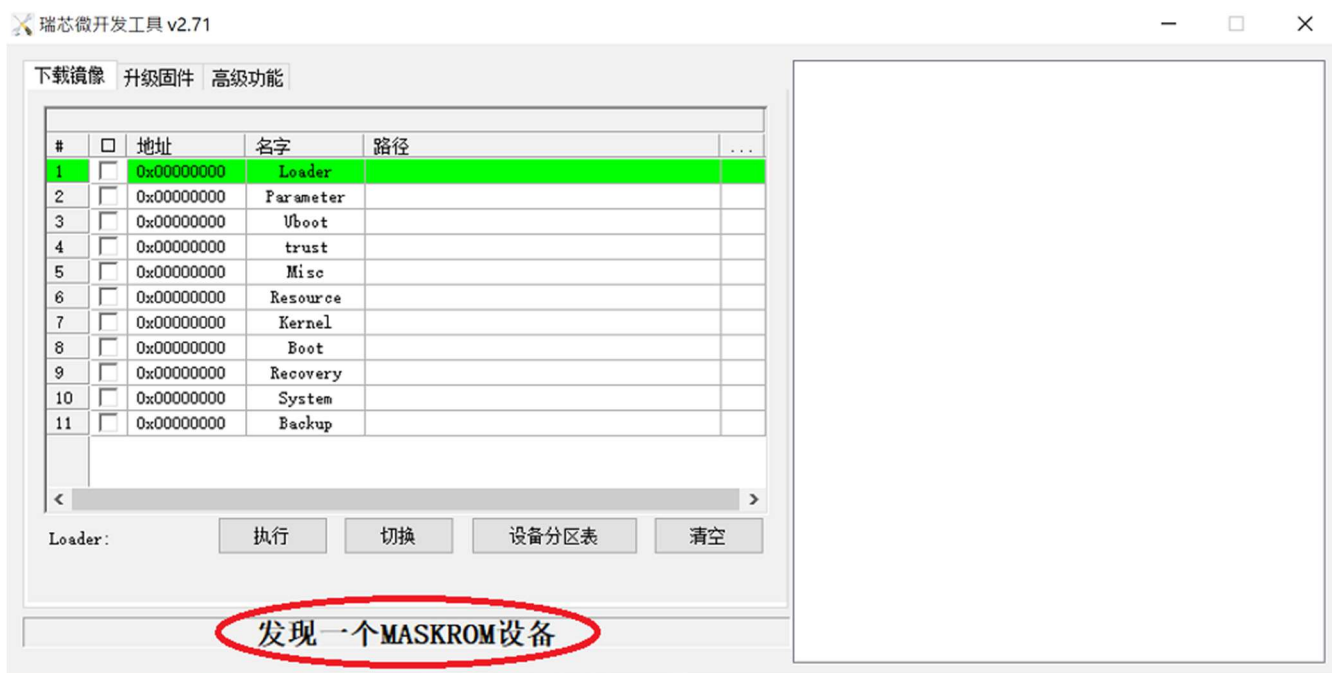 瑞芯微开发工具 v2.71
下载镜像 升级固件 高级功能
# 地址 名字 路径 ...
1 0x00000000 Loader
2 0x00000000 Parameter
3 0x00000000 Uboot
4 0x00000000 trust
5 0x00000000 Misc
6 0x00000000 Resource
7 0x00000000 Kernel
8 0x00000000 Boot
9 0x00000000 Recovery
10 0x00000000 System
11 0x00000000 Backup
Loader: 执行 切换 设备分区表 清空
发现一个MASKROM设备